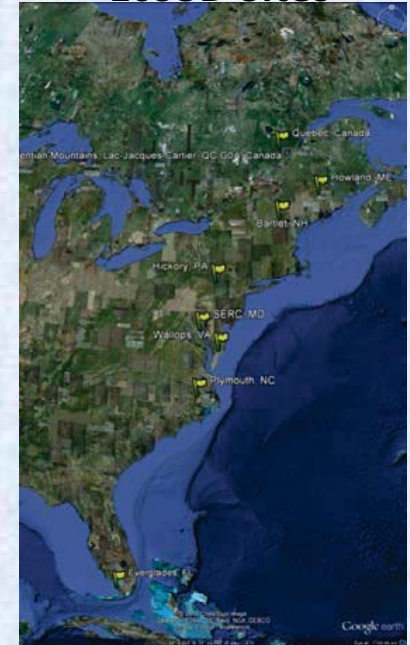 Quebec, Canada
entian Mountains, Lac-Jacques-Cartier, QC G0A, Canada
Howland, ME
Bartlet, NH
Hickory, PA
SERC, MD
Wallops, VA
Plymouth, NC
Everglades, FL
Google earth